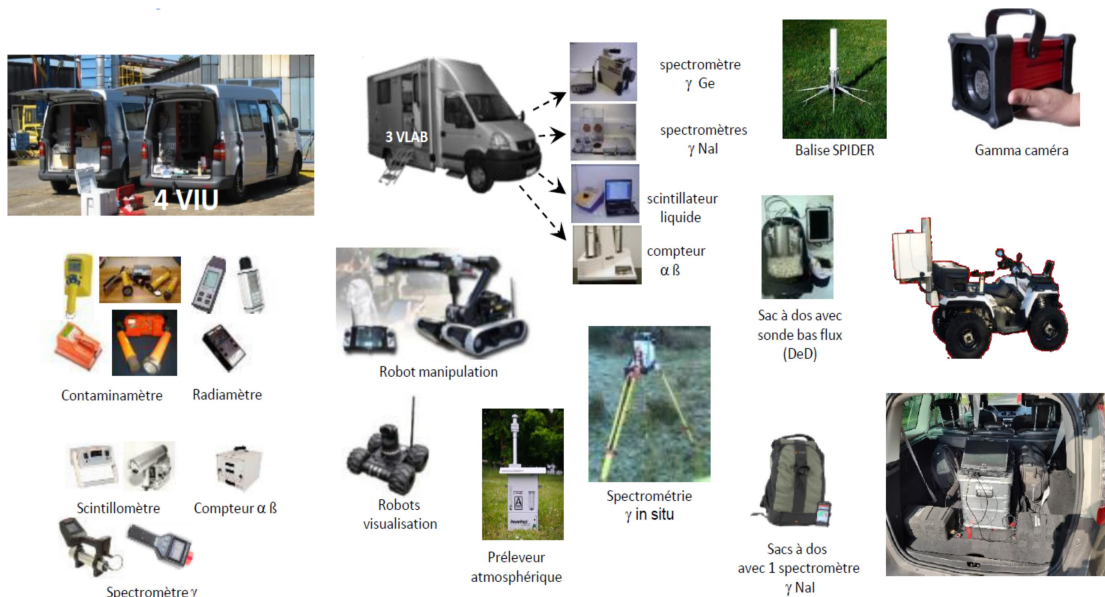 4 VIU
3 VLAB
spectromètre
γ Ge
spectromètres
γ NaI
scintillateur
liquide
compteur
α ß
Balise SPIDER
Gamma caméra
Contaminamètre
Radiamètre
Robot manipulation
Sac à dos avec
sonde bas flux
(DeD)
Scintillomètre
Compteur α ß
Robots
visualisation
Préleveur
atmosphérique
Spectrométrie
γ in situ
Sacs à dos
avec 1 spectromètre
γ NaI
Spectromètre γ